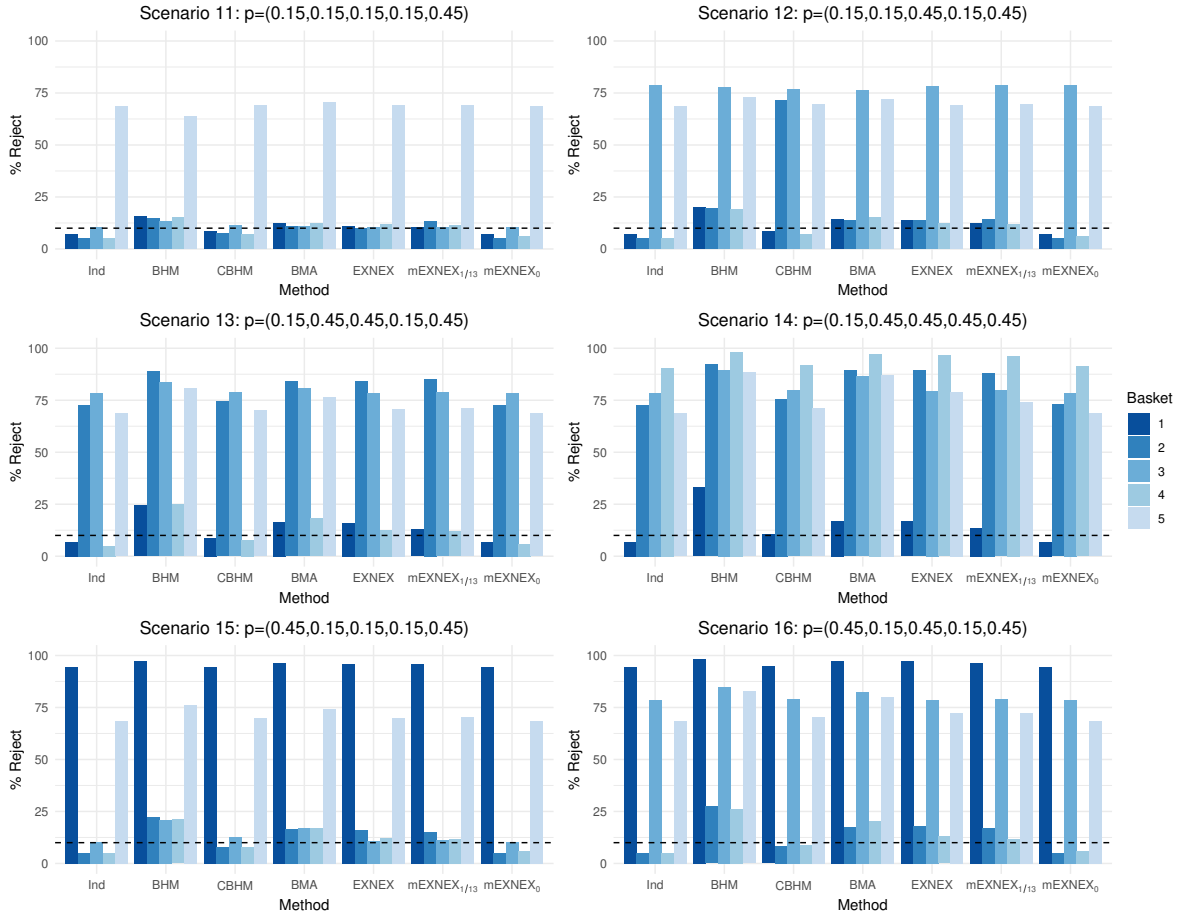 Scenario 11: p=(0.15,0.15,0.15,0.15,0.45)
% Reject
100
75
50
25
0
Ind BHM CBHM BMA EXNEX mEXNEX1/13 mEXNEX0
Method
Scenario 12: p=(0.15,0.15,0.45,0.15,0.45)
% Reject
100
75
50
25
0
Ind BHM CBHM BMA EXNEX mEXNEX1/13 mEXNEX0
Method
Scenario 13: p=(0.15,0.45,0.45,0.15,0.45)
% Reject
100
75
50
25
0
Ind BHM CBHM BMA EXNEX mEXNEX1/13 mEXNEX0
Method
Scenario 14: p=(0.15,0.45,0.45,0.45,0.45)
% Reject
100
75
50
25
0
Ind BHM CBHM BMA EXNEX mEXNEX1/13 mEXNEX0
Method
Basket
1
2
3
4
5
Scenario 15: p=(0.45,0.15,0.15,0.15,0.45)
% Reject
100
75
50
25
0
Ind BHM CBHM BMA EXNEX mEXNEX1/13 mEXNEX0
Method
Scenario 16: p=(0.45,0.15,0.45,0.15,0.45)
% Reject
100
75
50
25
0
Ind BHM CBHM BMA EXNEX mEXNEX1/13 mEXNEX0
Method